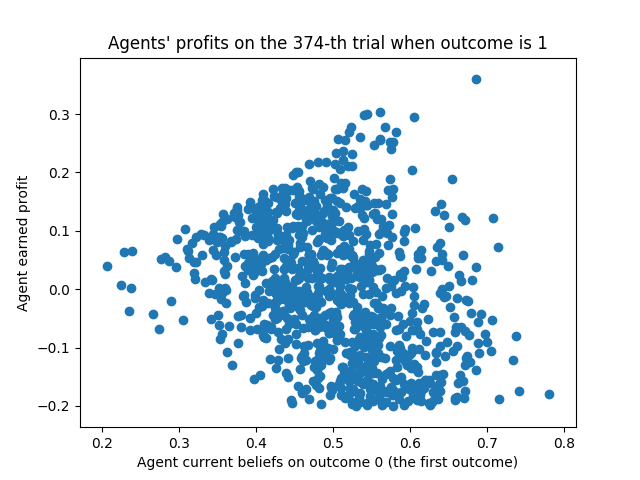 Agents' profits on the 374-th trial when outcome is 1
Agent earned profit
0.3
0.2
0.1
0.0
−0.1
−0.2
0.2 0.3 0.4 0.5 0.6 0.7 0.8
Agent current beliefs on outcome 0 (the first outcome)